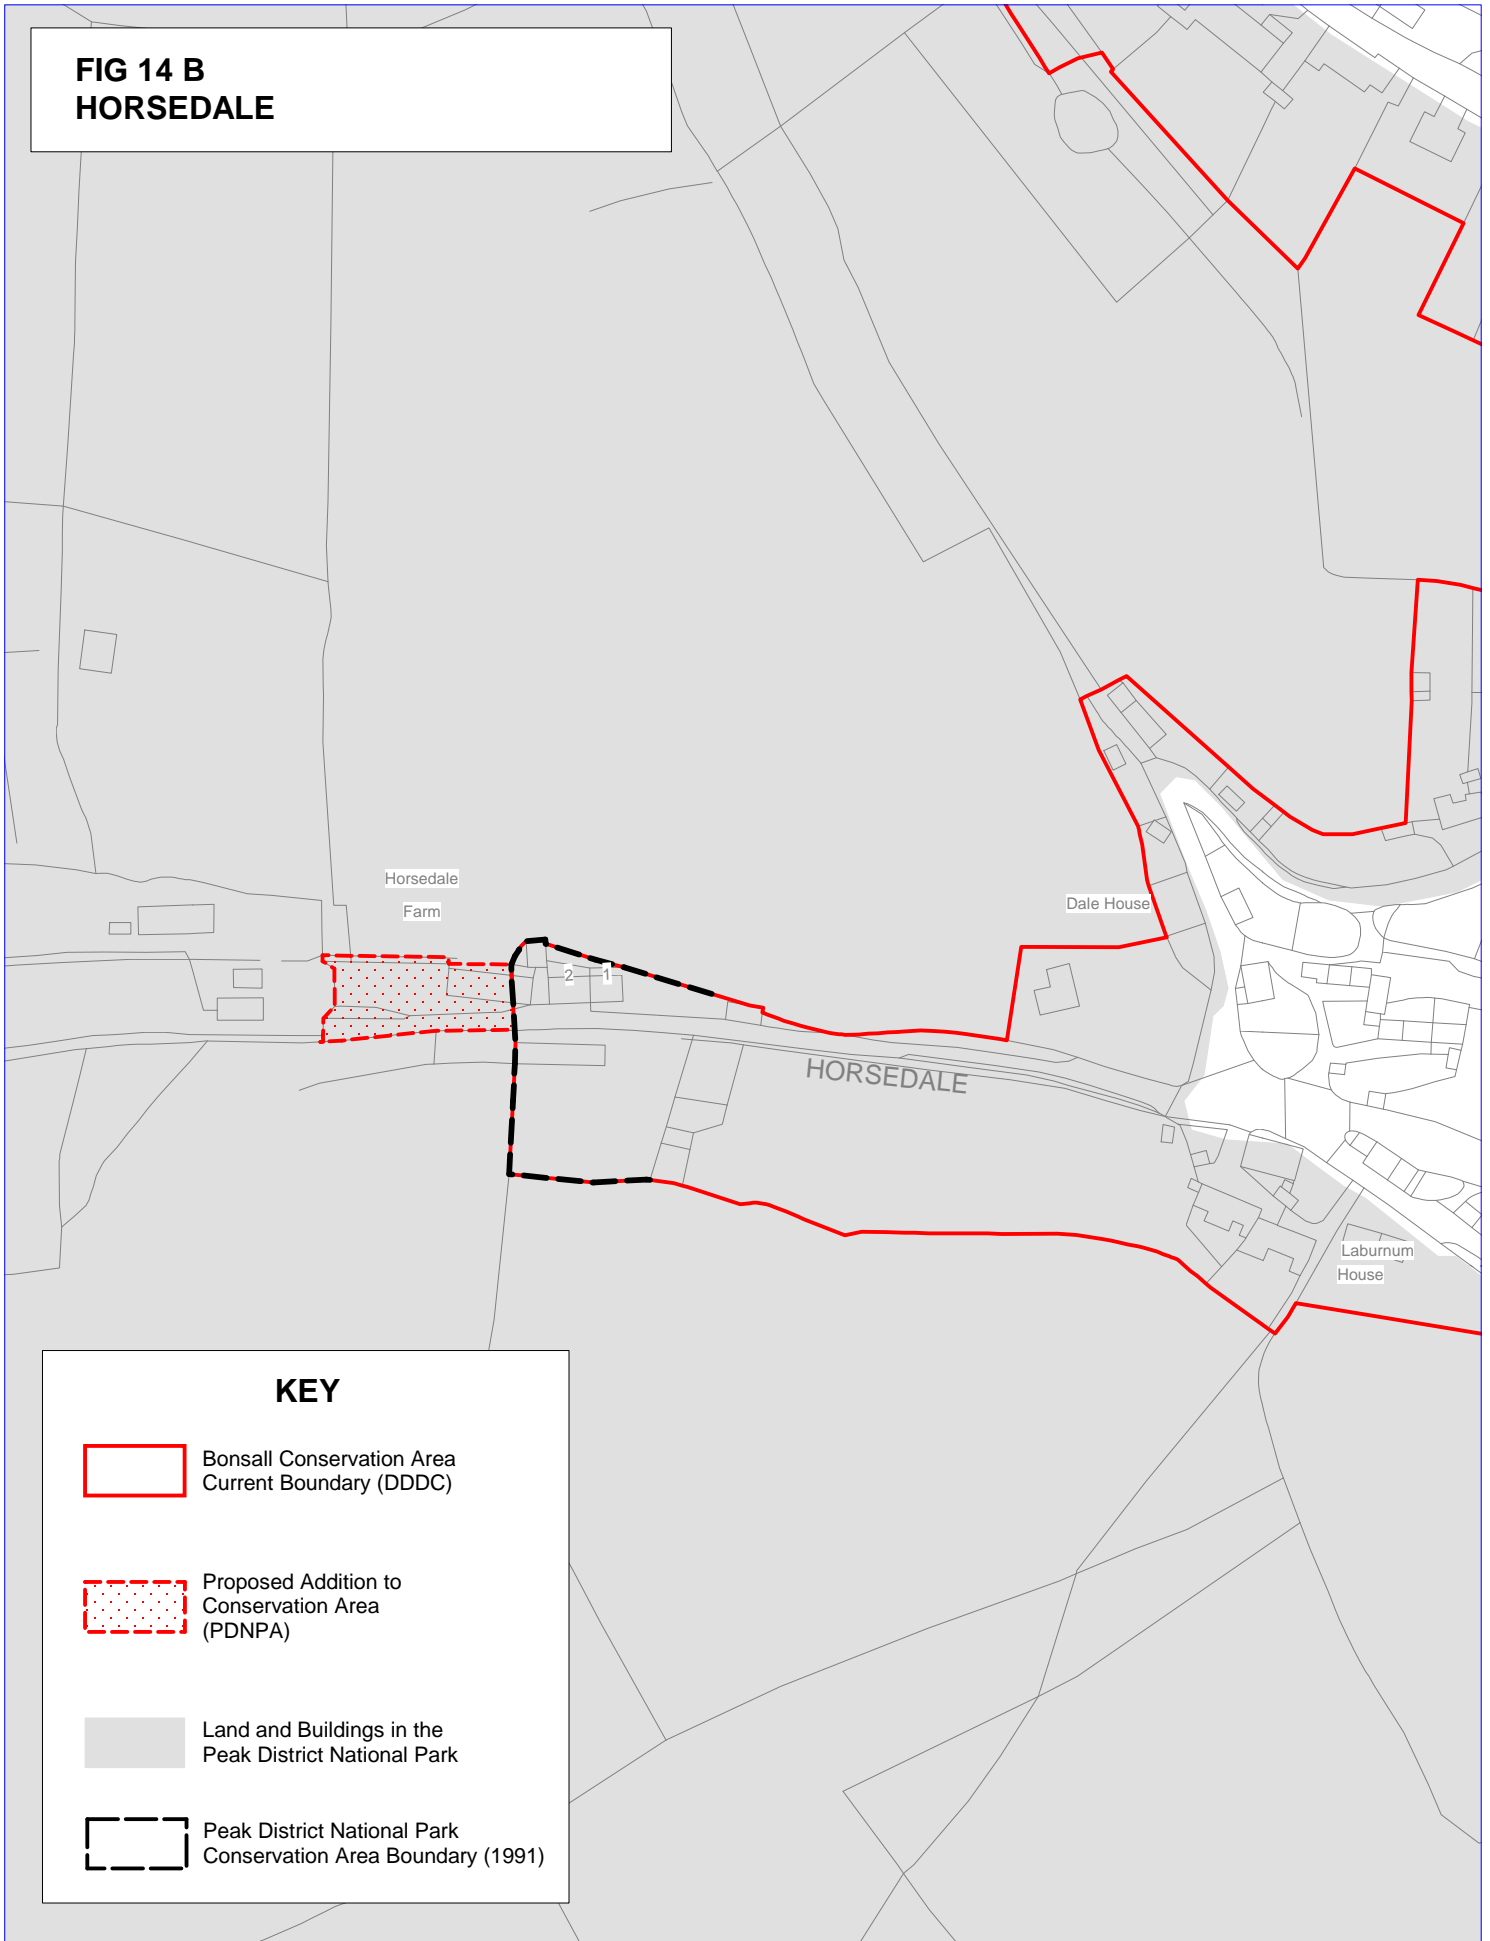 FIG 14 B
HORSEDALE
Horsedale
Farm
Dale House
2
1
HORSEDALE
Laburnum
House
KEY
Bonsall Conservation Area
Current Boundary (DDDC)
Proposed Addition to
Conservation Area
(PDNPA)
Land and Buildings in the
Peak District National Park
Peak District National Park
Conservation Area Boundary (1991)